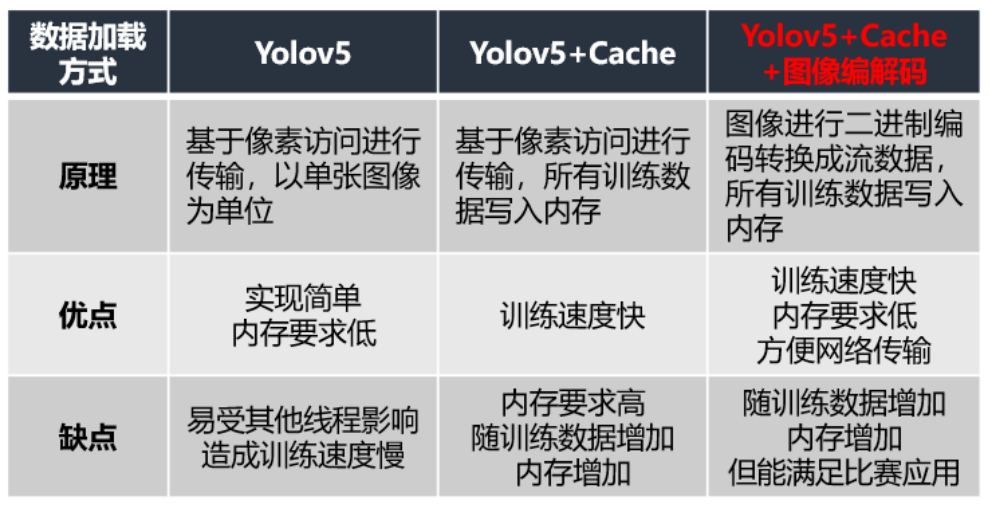 数据加载
方式
Yolov5
Yolov5+Cache
Yolov5+Cache
+图像编解码
原理
基于像素访问进行
传输，以单张图像
为单位
基于像素访问进行
传输，所有训练数
据写入内存
图像进行二进制编
码转换成流数据，
所有训练数据写入
内存
优点
实现简单
内存要求低
训练速度快
训练速度快
内存要求低
方便网络传输
缺点
易受其他线程影响
造成训练速度慢
内存要求高
随训练数据增加
内存增加
随训练数据增加
内存增加
但能满足比赛应用